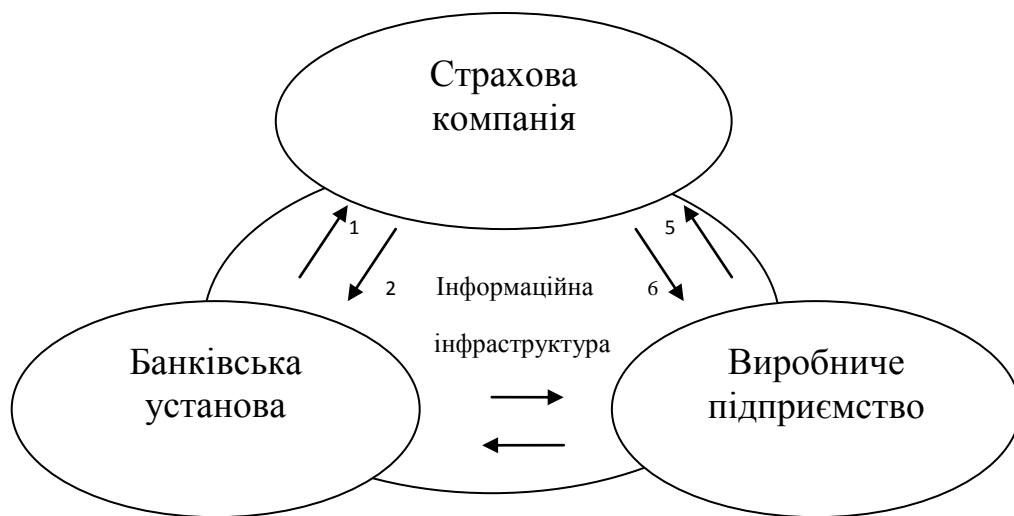 Страхова
компанія
1
5
2
Інформаційна
6
інфраструктура
Банківська
установа
Виробниче
підприємство